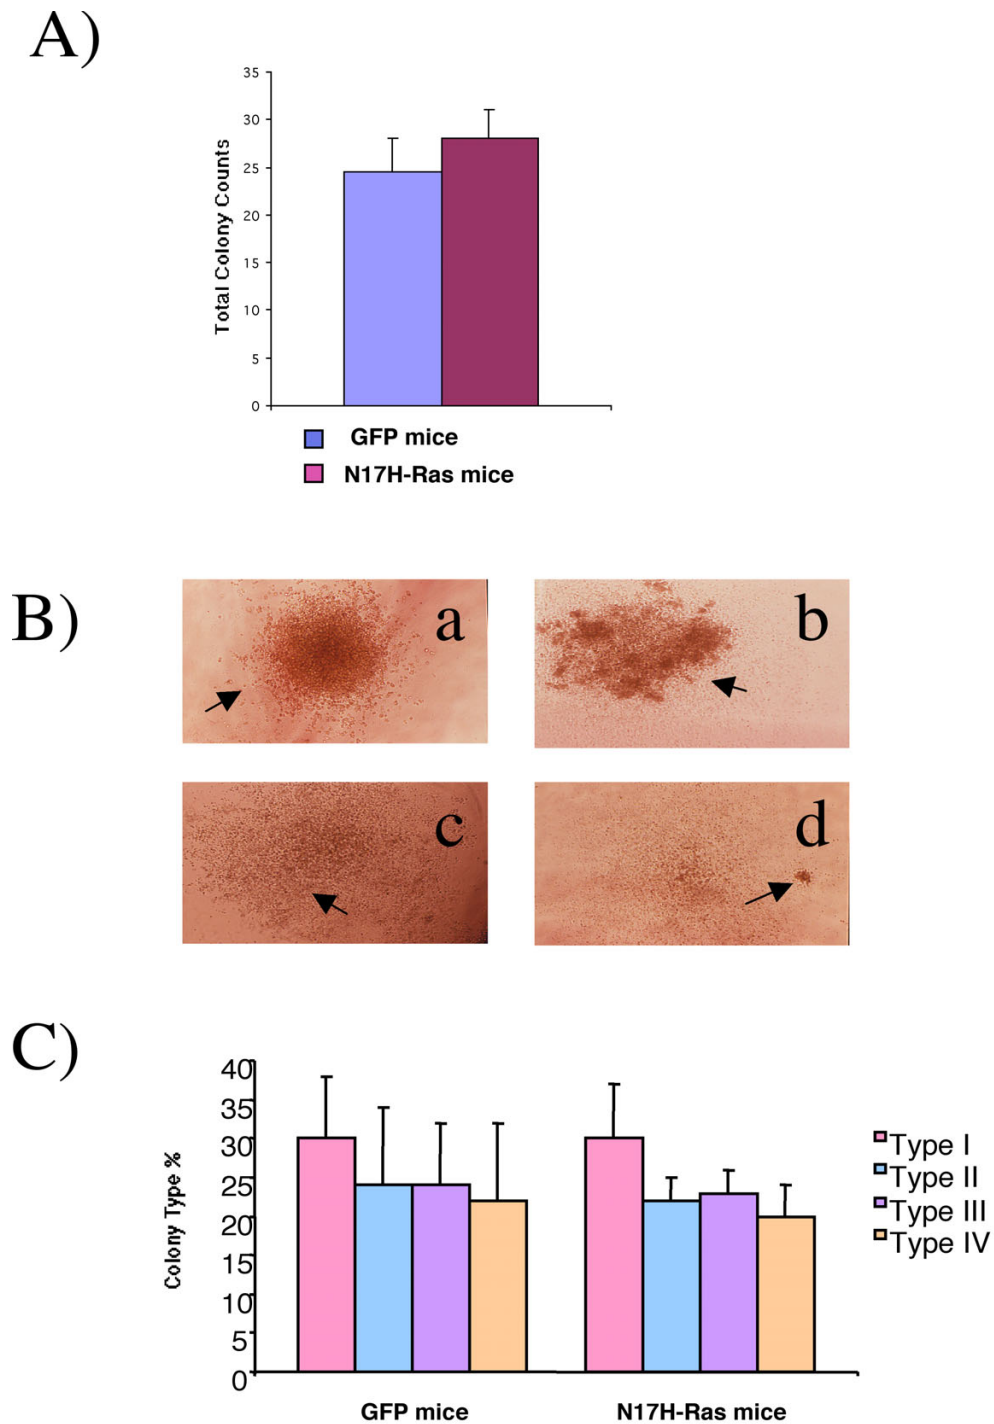 A)
35
30
25
20
15
10
5
0
Total Colony Counts
GFP mice
N17H-Ras mice
B)
a
b
c
d
C)
40
35
30
25
20
15
10
5
0
Colony Type %
GFP mice
N17H-Ras mice
Type I
Type II
Type III
Type IV